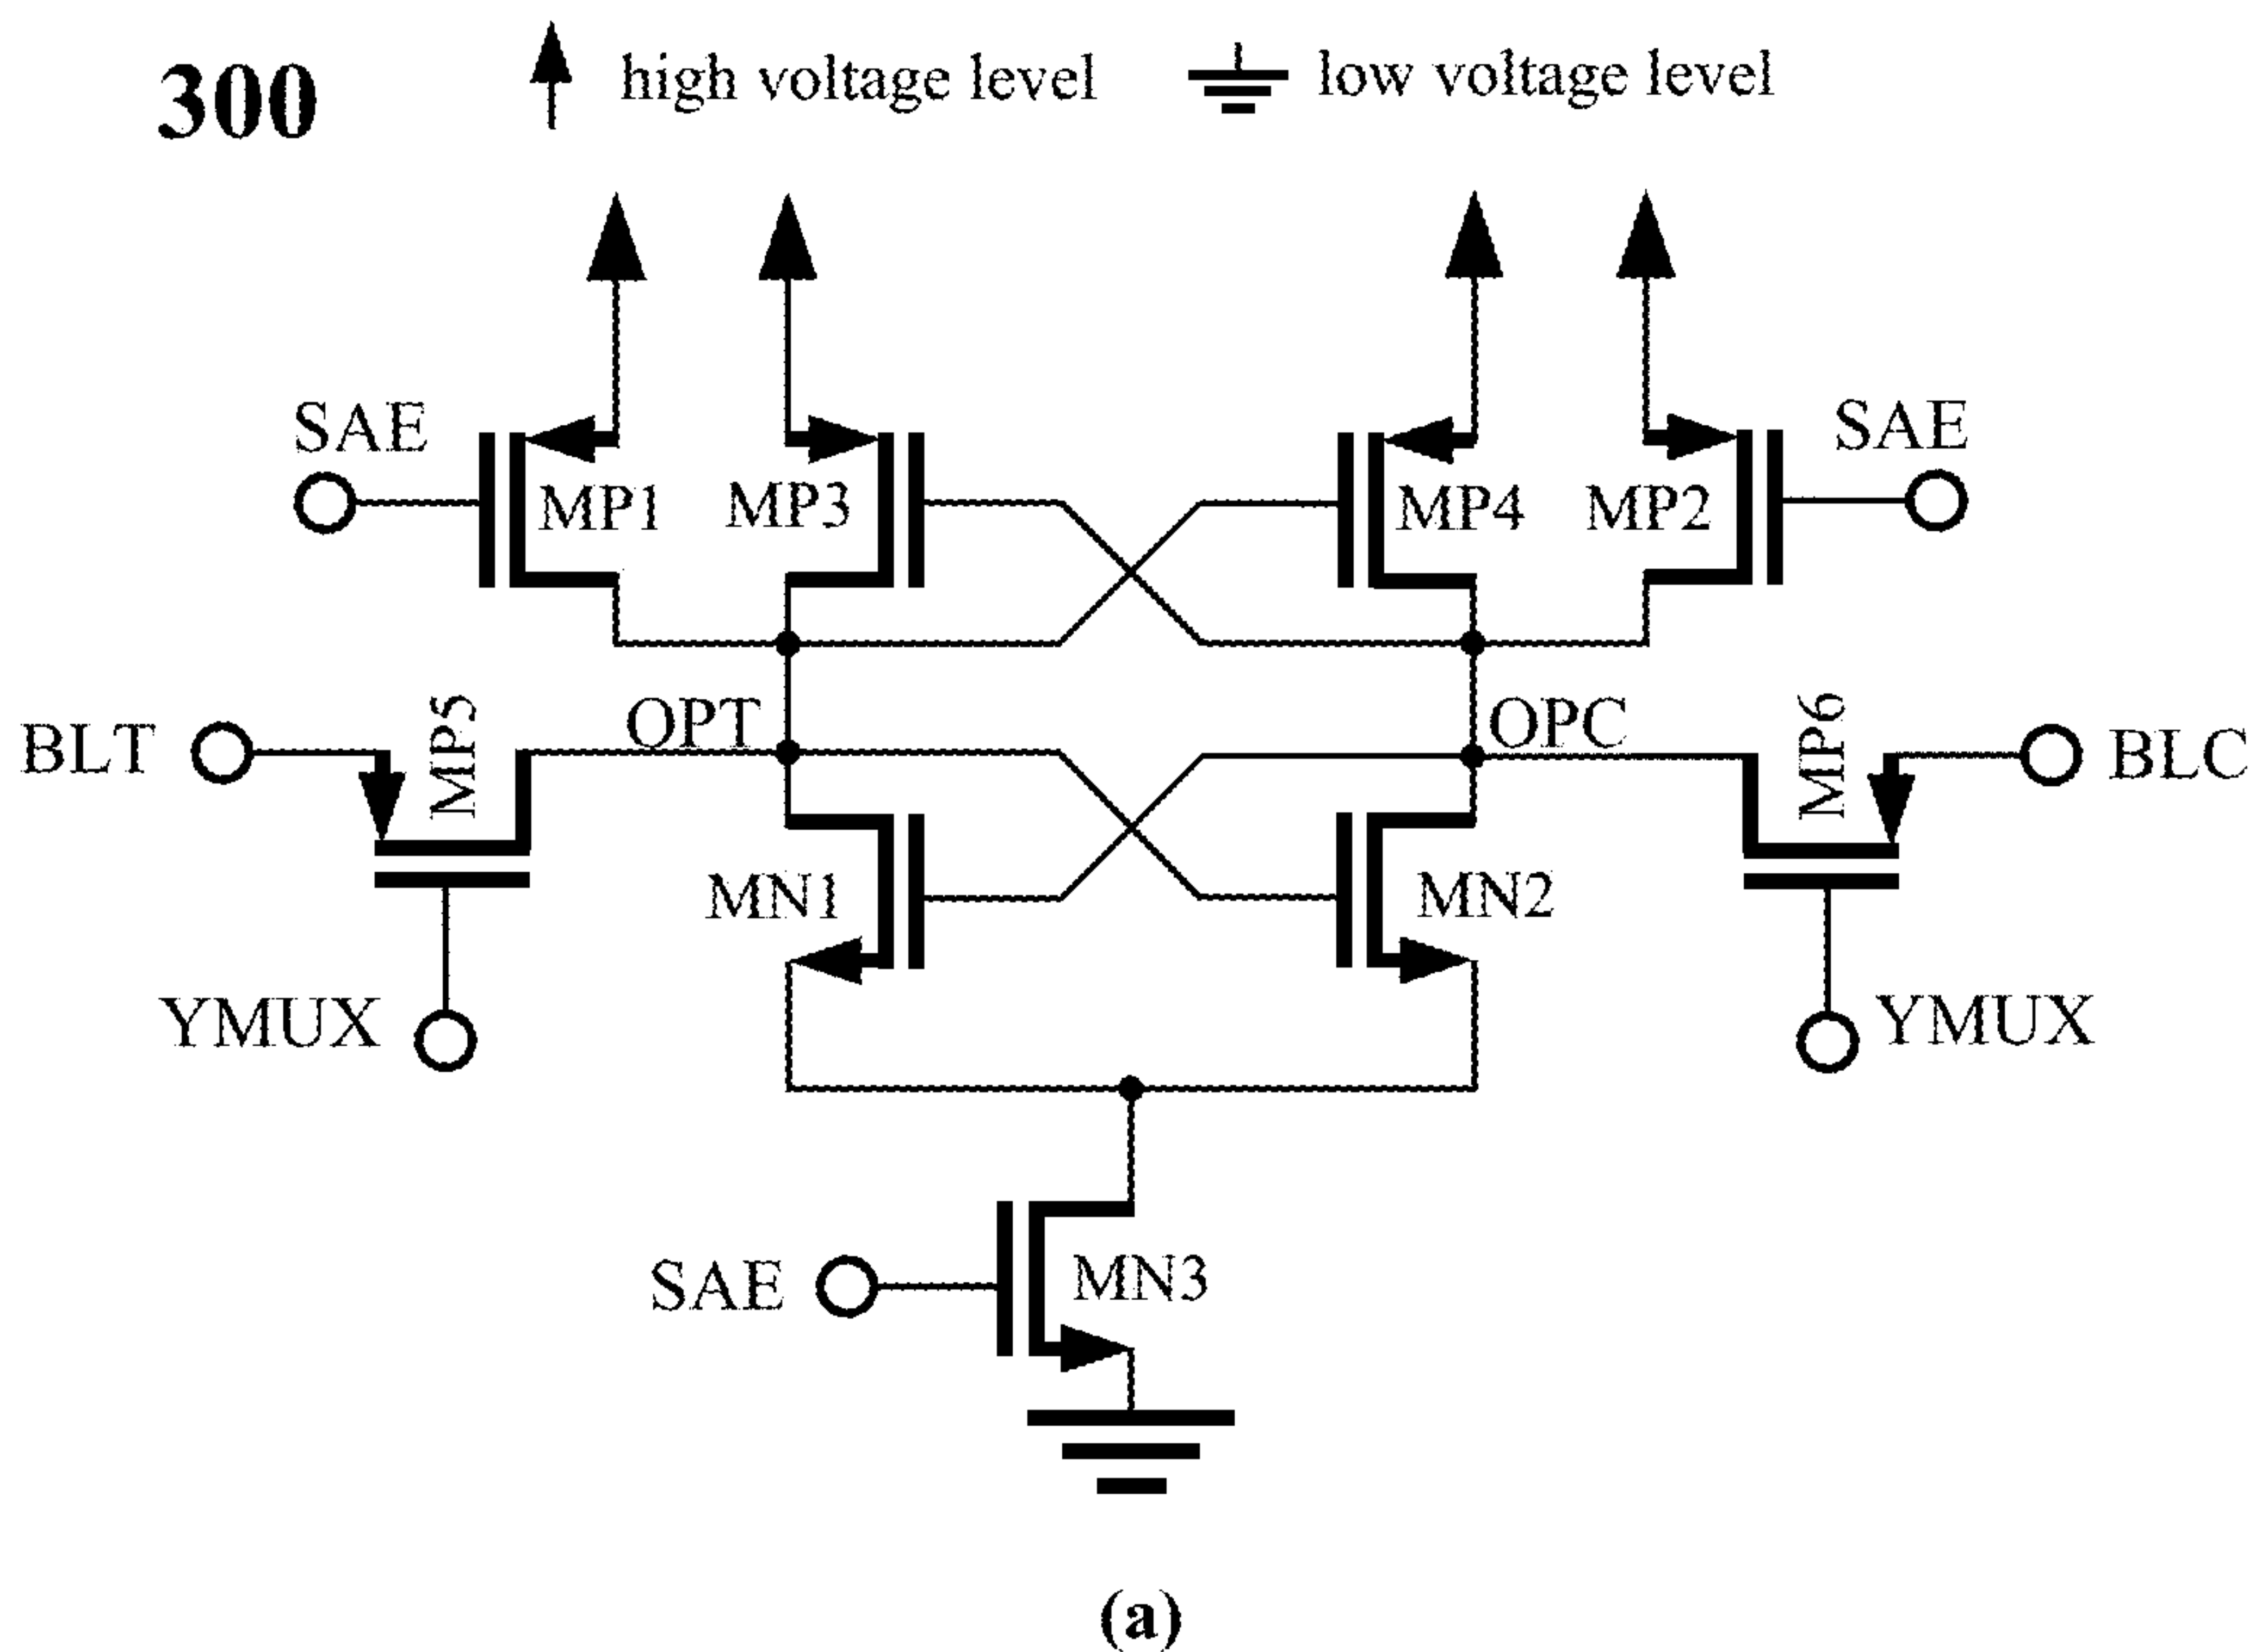 300
high voltage level
low voltage level
SAE
SAE
MP1
MP3
MP4
MP2
BLT
MP5
OPT
OPC
MP6
BLC
MN1
MN2
YMUX
YMUX
SAE
MN3
(a)